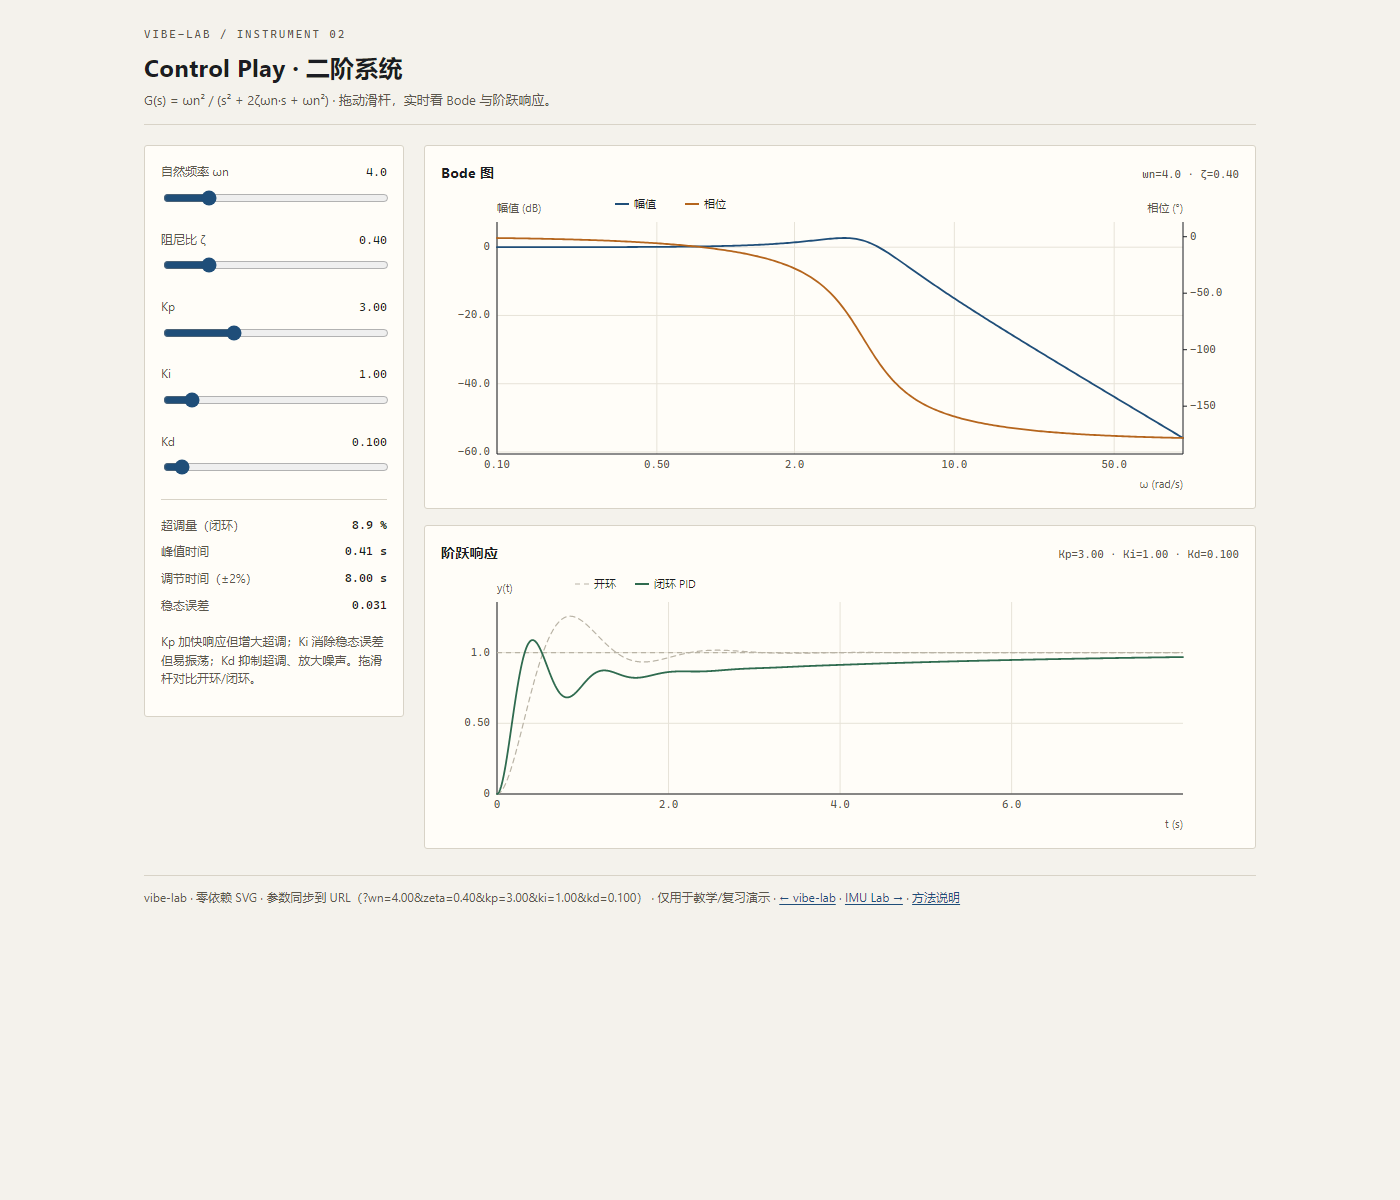 VIBE-LAB / INSTRUMENT 02
Control Play · 二阶系统
G(s) = ωn² / (s² + 2ζωn·s + ωn²) · 拖动滑杆，实时看 Bode 与阶跃响应。
自然频率 ωn 4.0
阻尼比 ζ 0.40
Kp 3.00
Ki 1.00
Kd 0.100
超调量（闭环） 8.9 %
峰值时间 0.41 s
调节时间（±2%） 8.00 s
稳态误差 0.031
Kp 加快响应但增大超调；Ki 消除稳态误差
但易振荡；Kd 抑制超调、放大噪声。拖滑
杆对比开环/闭环。
Bode 图 ωn=4.0 · ζ=0.40
幅值 (dB) 幅值 相位 相位 (°)
0
−20.0
−40.0
−60.0
0
−50.0
−100
−150
0.10 0.50 2.0 10.0 50.0
ω (rad/s)
阶跃响应 Kp=3.00 · Ki=1.00 · Kd=0.100
y(t) 开环 闭环 PID
1.0
0.50
0
0 2.0 4.0 6.0
t (s)
vibe-lab · 零依赖 SVG · 参数同步到 URL（?wn=4.00&zeta=0.40&kp=3.00&ki=1.00&kd=0.100） · 仅用于教学/复习演示 · ← vibe-lab · IMU Lab → · 方法说明